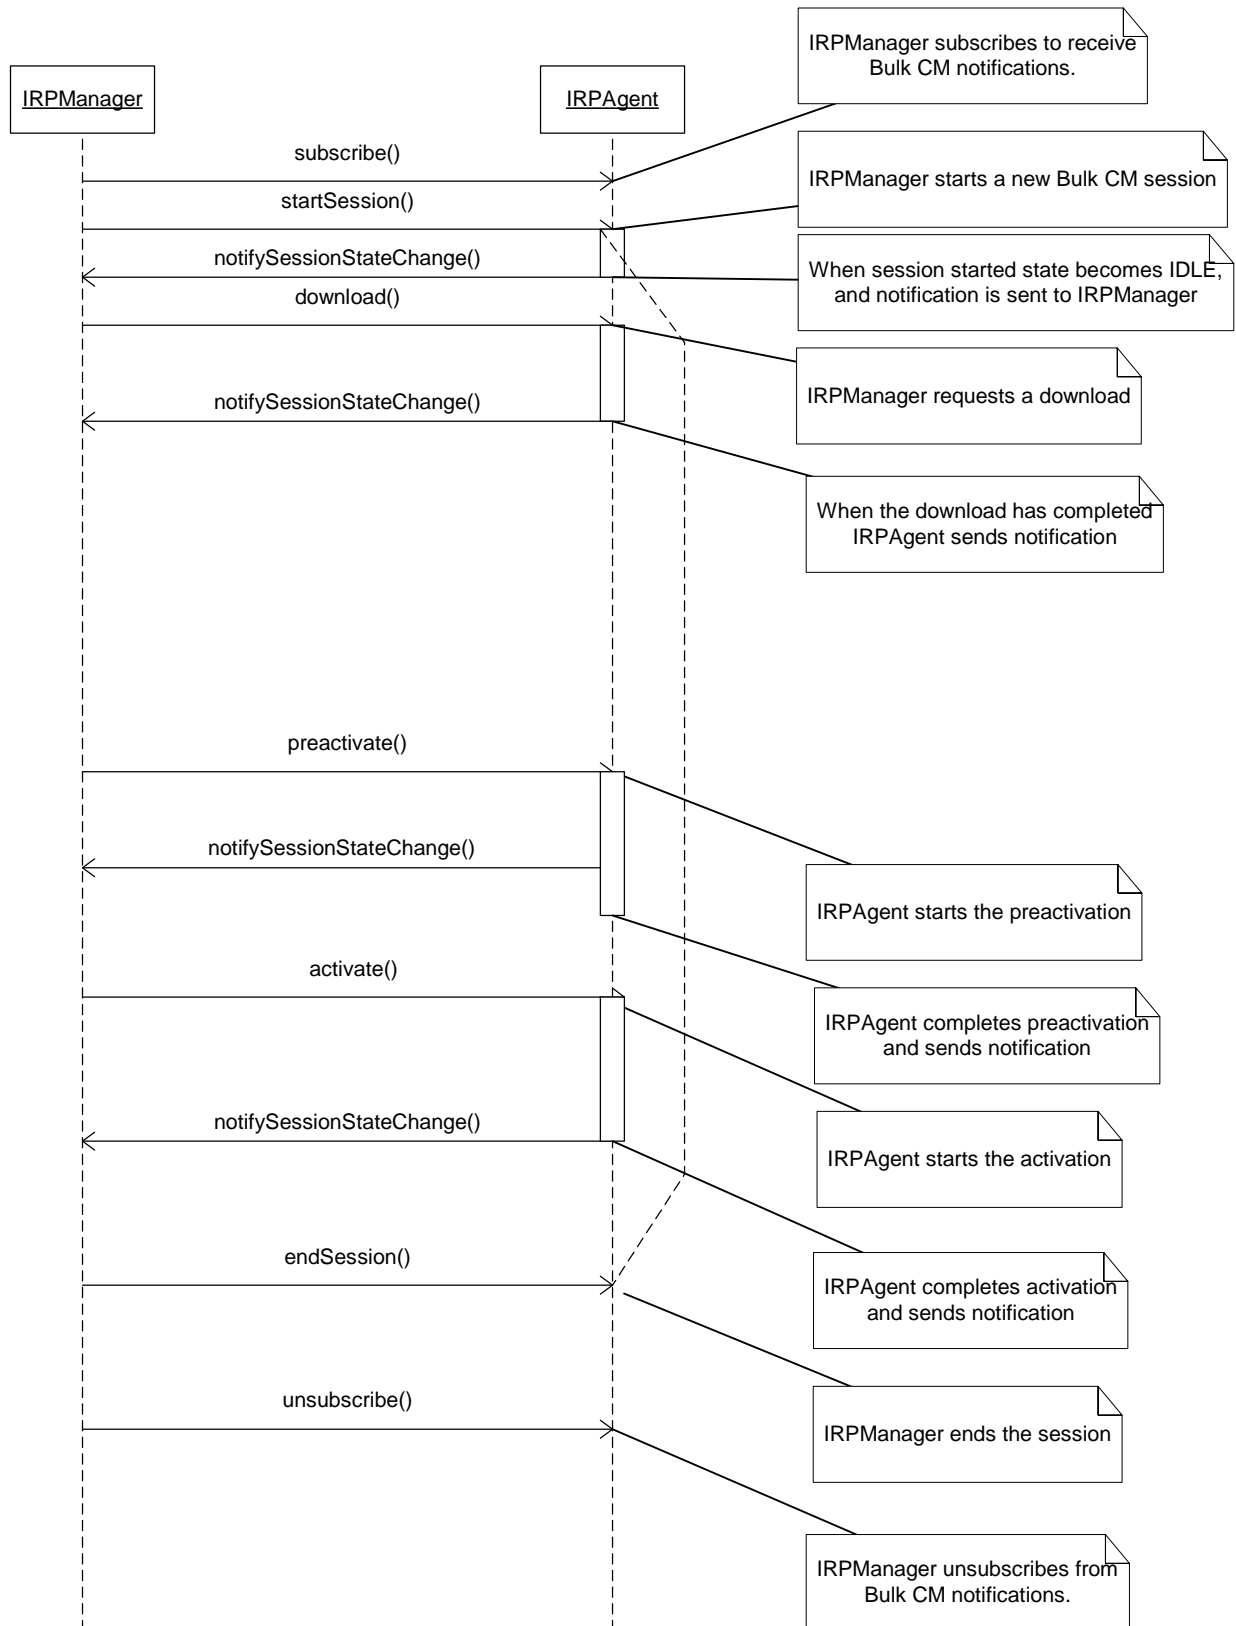 IRPManager subscribes to receive
Bulk CM notifications.
IRPManager
IRPAgent
subscribe()
IRPManager starts a new Bulk CM session
startSession()
notifySessionStateChange()
When session started state becomes IDLE,
and notification is sent to IRPManager
download()
IRPManager requests a download
notifySessionStateChange()
When the download has completed
IRPAgent sends notification
preactivate()
notifySessionStateChange()
IRPAgent starts the preactivation
activate()
IRPAgent completes preactivation
and sends notification
notifySessionStateChange()
IRPAgent starts the activation
endSession()
IRPAgent completes activation
and sends notification
unsubscribe()
IRPManager ends the session
IRPManager unsubscribes from
Bulk CM notifications.